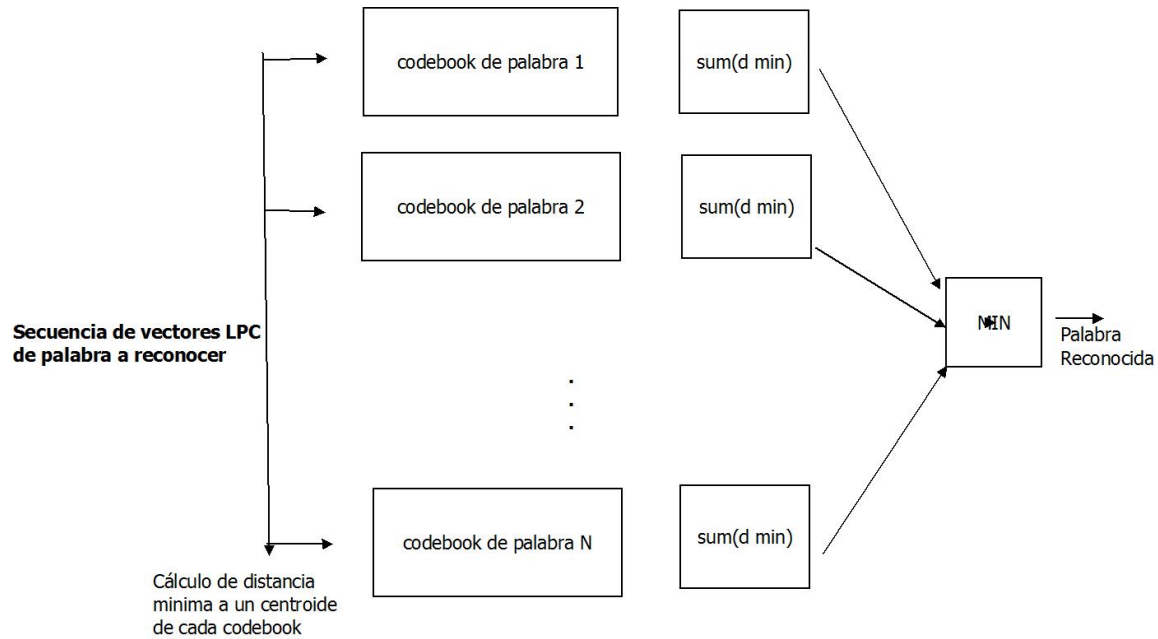 codebook de palabra 1
sum(d min)
codebook de palabra 2
sum(d min)
Secuencia de vectores LPC
de palabra a reconocer
MIN
Palabra
Reconocida
codebook de palabra N
sum(d min)
Cálculo de distancia
minima a un centroide
de cada codebook